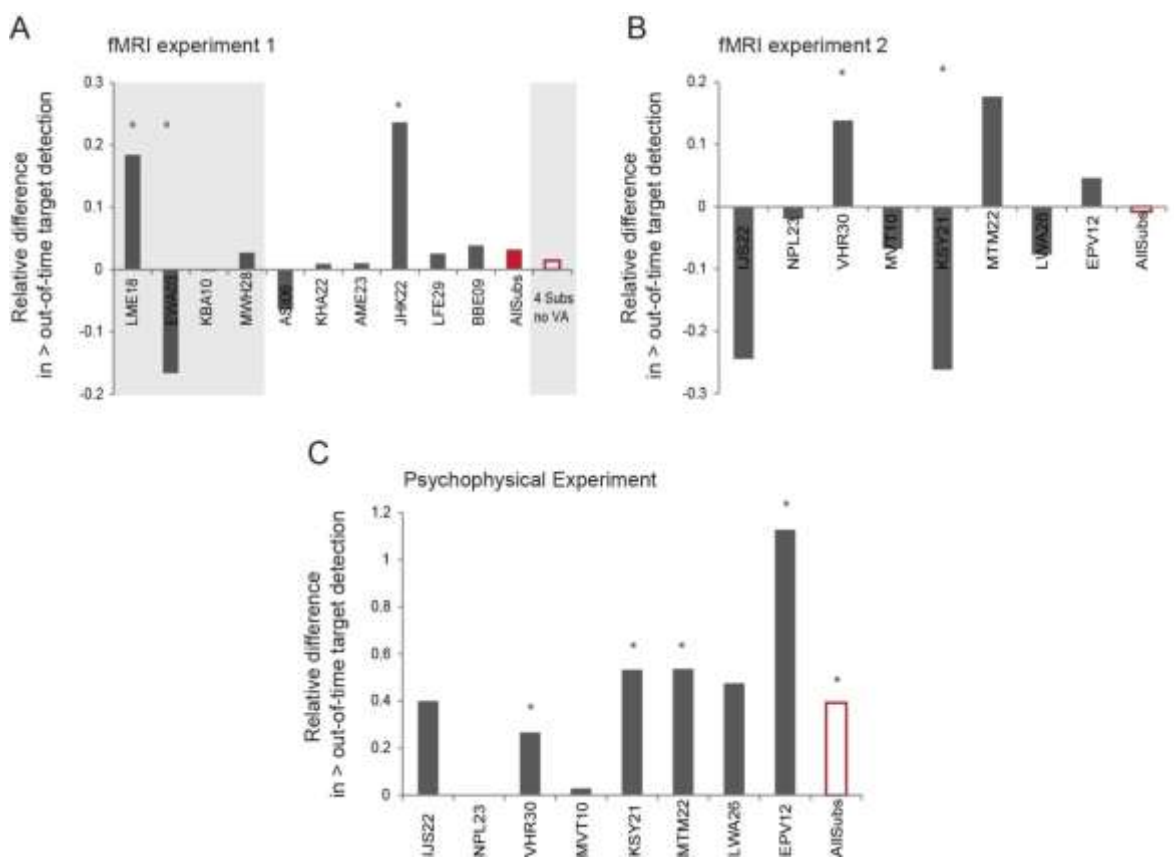 A
fMRI experiment 1
Relative difference
in > out-of-time target detection
0.3
0.2
0.1
0
-0.1
-0.2
* * *
LME18
KBA10
MWH28
KHA22
AME23
JHK22
LFE29
BBE09
AllSubs
4 Subs
no VA
B
fMRI experiment 2
Relative difference
in > out-of-time target detection
0.2
0.1
0
-0.1
-0.2
-0.3
* *
IJS22
NPL23
VHR30
MVT10
KSY21
MTM22
LWA26
EPV12
AllSubs
C
Psychophysical Experiment
Relative difference
in > out-of-time target detection
1.2
1
0.8
0.6
0.4
0.2
0
* * * * *
IJS22
NPL23
VHR30
MVT10
KSY21
MTM22
LWA26
EPV12
AllSubs